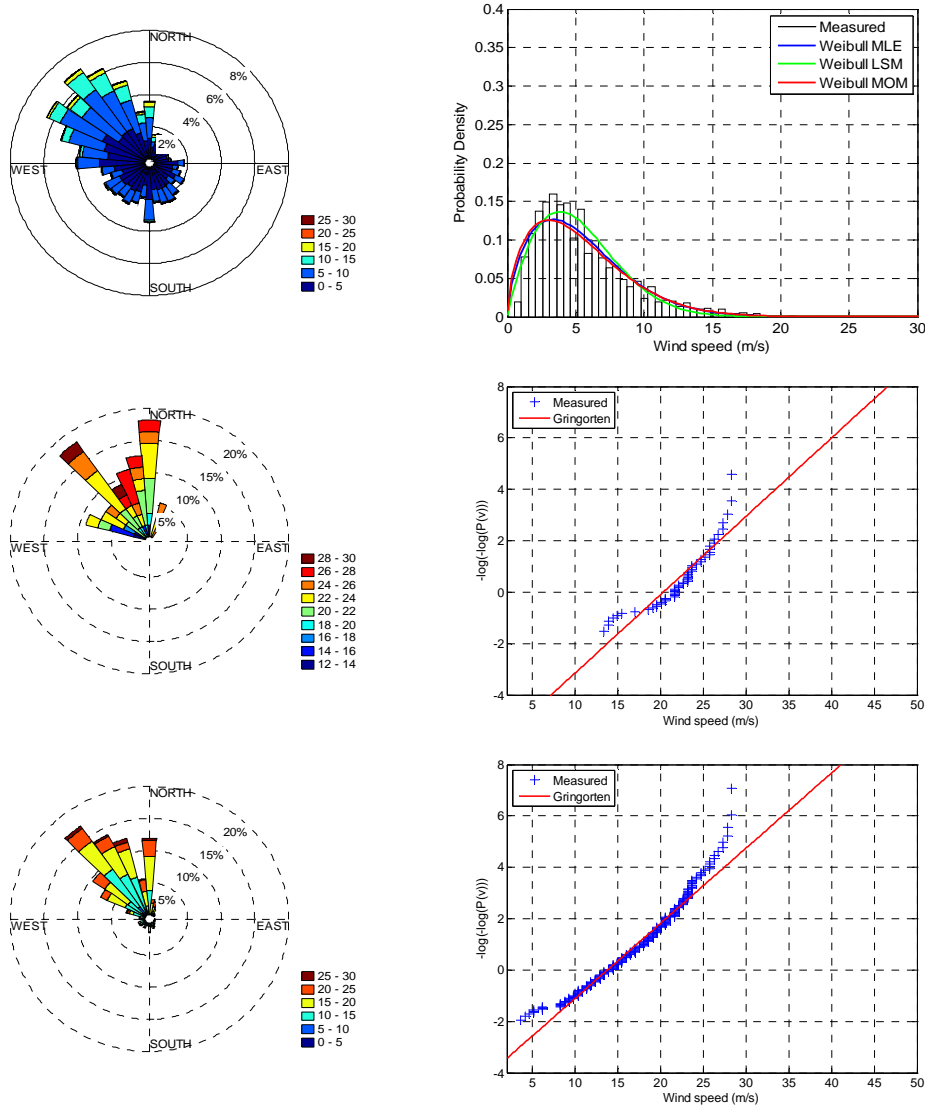 NORTH
8%
6%
4%
2%
WEST
EAST
SOUTH
25 - 30
20 - 25
15 - 20
10 - 15
5 - 10
0 - 5
0.4
0.35
0.3
0.25
0.2
0.15
0.1
0.05
0
Probability Density
Measured
Weibull MLE
Weibull LSM
Weibull MOM
0 5 10 15 20 25 30
Wind speed (m/s)
NORTH
20%
15%
10%
5%
WEST
EAST
SOUTH
28 - 30
26 - 28
24 - 26
22 - 24
20 - 22
18 - 20
16 - 18
14 - 16
12 - 14
8
6
4
2
0
-2
-4
-log(-log(P(v)))
Measured
Gringorten
5 10 15 20 25 30 35 40 45 50
Wind speed (m/s)
NORTH
20%
15%
10%
5%
WEST
EAST
SOUTH
25 - 30
20 - 25
15 - 20
10 - 15
5 - 10
0 - 5
8
6
4
2
0
-2
-4
-log(-log(P(v)))
Measured
Gringorten
5 10 15 20 25 30 35 40 45 50
Wind speed (m/s)